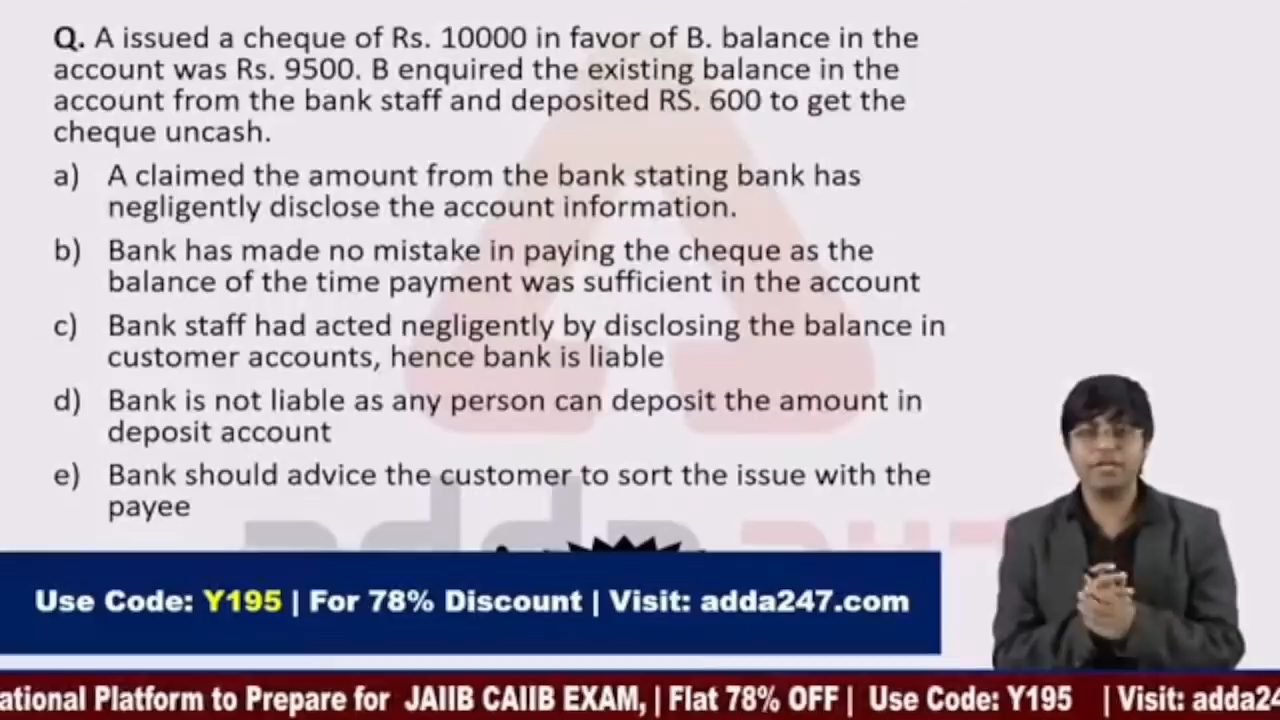 Q. A issued a cheque of Rs. 10000 in favor of B. balance in the
account was Rs. 9500. B enquired the existing balance in the
account from the bank staff and deposited RS. 600 to get the
cheque uncash.
a) A claimed the amount from the bank stating bank has
negligently disclose the account information.
b) Bank has made no mistake in paying the cheque as the
balance of the time payment was sufficient in the account
c) Bank staff had acted negligently by disclosing the balance in
customer accounts, hence bank is liable
d) Bank is not liable as any person can deposit the amount in
deposit account
e) Bank should advice the customer to sort the issue with the
payee
Use Code: Y195 | For 78% Discount | Visit: adda247.com
ational Platform to Prepare for JAIIB CAIIB EXAM, | Flat 78% OFF | Use Code: Y195 | Visit: adda24